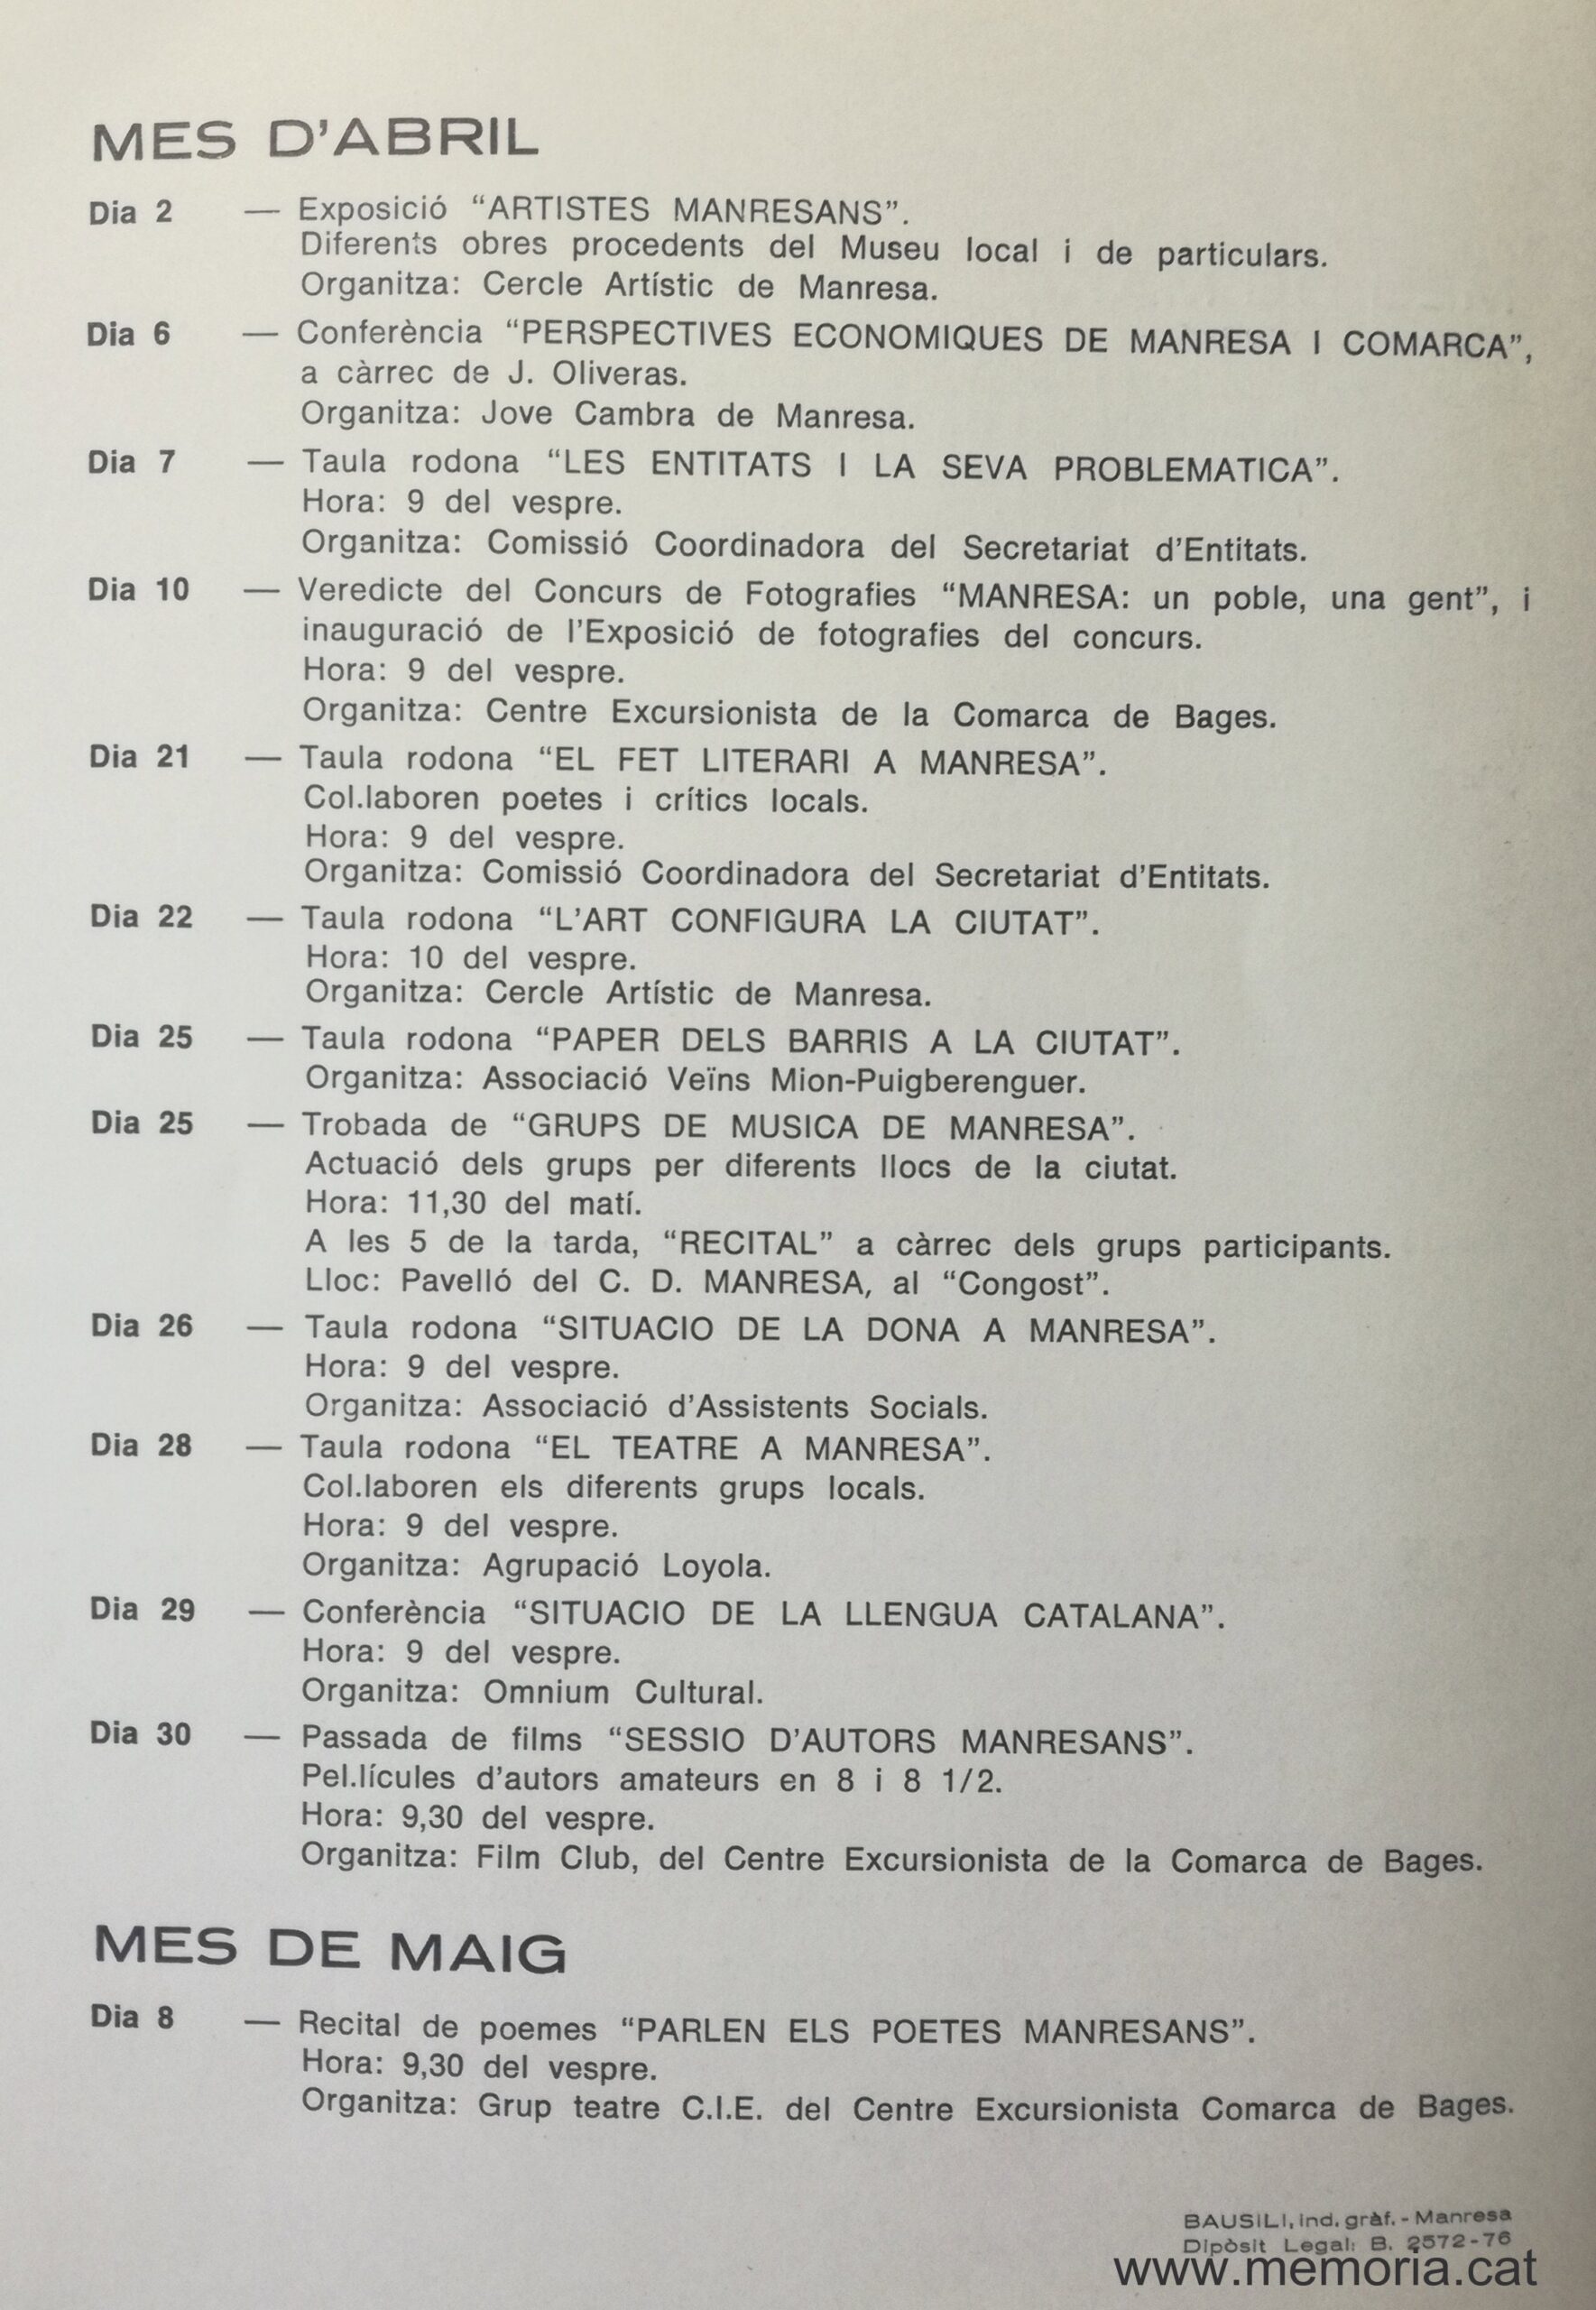 MES D'ABRIL
Dia 2 — Exposició “ARTISTES MANRESANS”.
Diferents obres procedents del Museu local i de particulars.
Organitza: Cercle Artístic de Manresa.
Dia 6 — Conferència “PERSPECTIVES ECONOMIQUES DE MANRESA I COMARCA”,
a càrrec de J. Oliveras.
Organitza: Jove Cambra de Manresa.
Dia 7 — Taula rodona “LES ENTITATS I LA SEVA PROBLEMATICA”.
Hora: 9 del vespre.
Organitza: Comissió Coordinadora del Secretariat d'Entitats.
Dia 10 — Veredicte del Concurs de Fotografies “MANRESA: un poble, una gent”, i
inauguració de l'Exposició de fotografies del concurs.
Hora: 9 del vespre.
Organitza: Centre Excursionista de la Comarca de Bages.
Dia 21 — Taula rodona “EL FET LITERARI A MANRESA”.
Col.laboren poetes i crítics locals.
Hora: 9 del vespre.
Organitza: Comissió Coordinadora del Secretariat d'Entitats.
Dia 22 — Taula rodona “L'ART CONFIGURA LA CIUTAT”.
Hora: 10 del vespre.
Organitza: Cercle Artístic de Manresa.
Dia 25 — Taula rodona “PAPER DELS BARRIS A LA CIUTAT”.
Organitza: Associació Veïns Mion-Puigberenguer.
Dia 25 — Trobada de “GRUPS DE MUSICA DE MANRESA”.
Actuació dels grups per diferents llocs de la ciutat.
Hora: 11,30 del matí.
A les 5 de la tarda, “RECITAL” a càrrec dels grups participants.
Lloc: Pavelló del C. D. MANRESA, al “Congost”.
Dia 26 — Taula rodona “SITUACIO DE LA DONA A MANRESA”.
Hora: 9 del vespre.
Organitza: Associació d'Assistents Socials.
Dia 28 — Taula rodona “EL TEATRE A MANRESA”.
Col.laboren els diferents grups locals.
Hora: 9 del vespre.
Organitza: Agrupació Loyola.
Dia 29 — Conferència “SITUACIO DE LA LLENGUA CATALANA”.
Hora: 9 del vespre.
Organitza: Omnium Cultural.
Dia 30 — Passada de films “SESSIO D'AUTORS MANRESANS”.
Pel.lícules d'autors amateurs en 8 i 8 1/2.
Hora: 9,30 del vespre.
Organitza: Film Club, del Centre Excursionista de la Comarca de Bages.
MES DE MAIG
Dia 8 — Recital de poemes “PARLEN ELS POETES MANRESANS”.
Hora: 9,30 del vespre.
Organitza: Grup teatre C.I.E. del Centre Excursionista Comarca de Bages.
BAUSILI, ind. gràf. - Manresa
Dipòsit Legal: B. 2572-76
www.memoria.cat